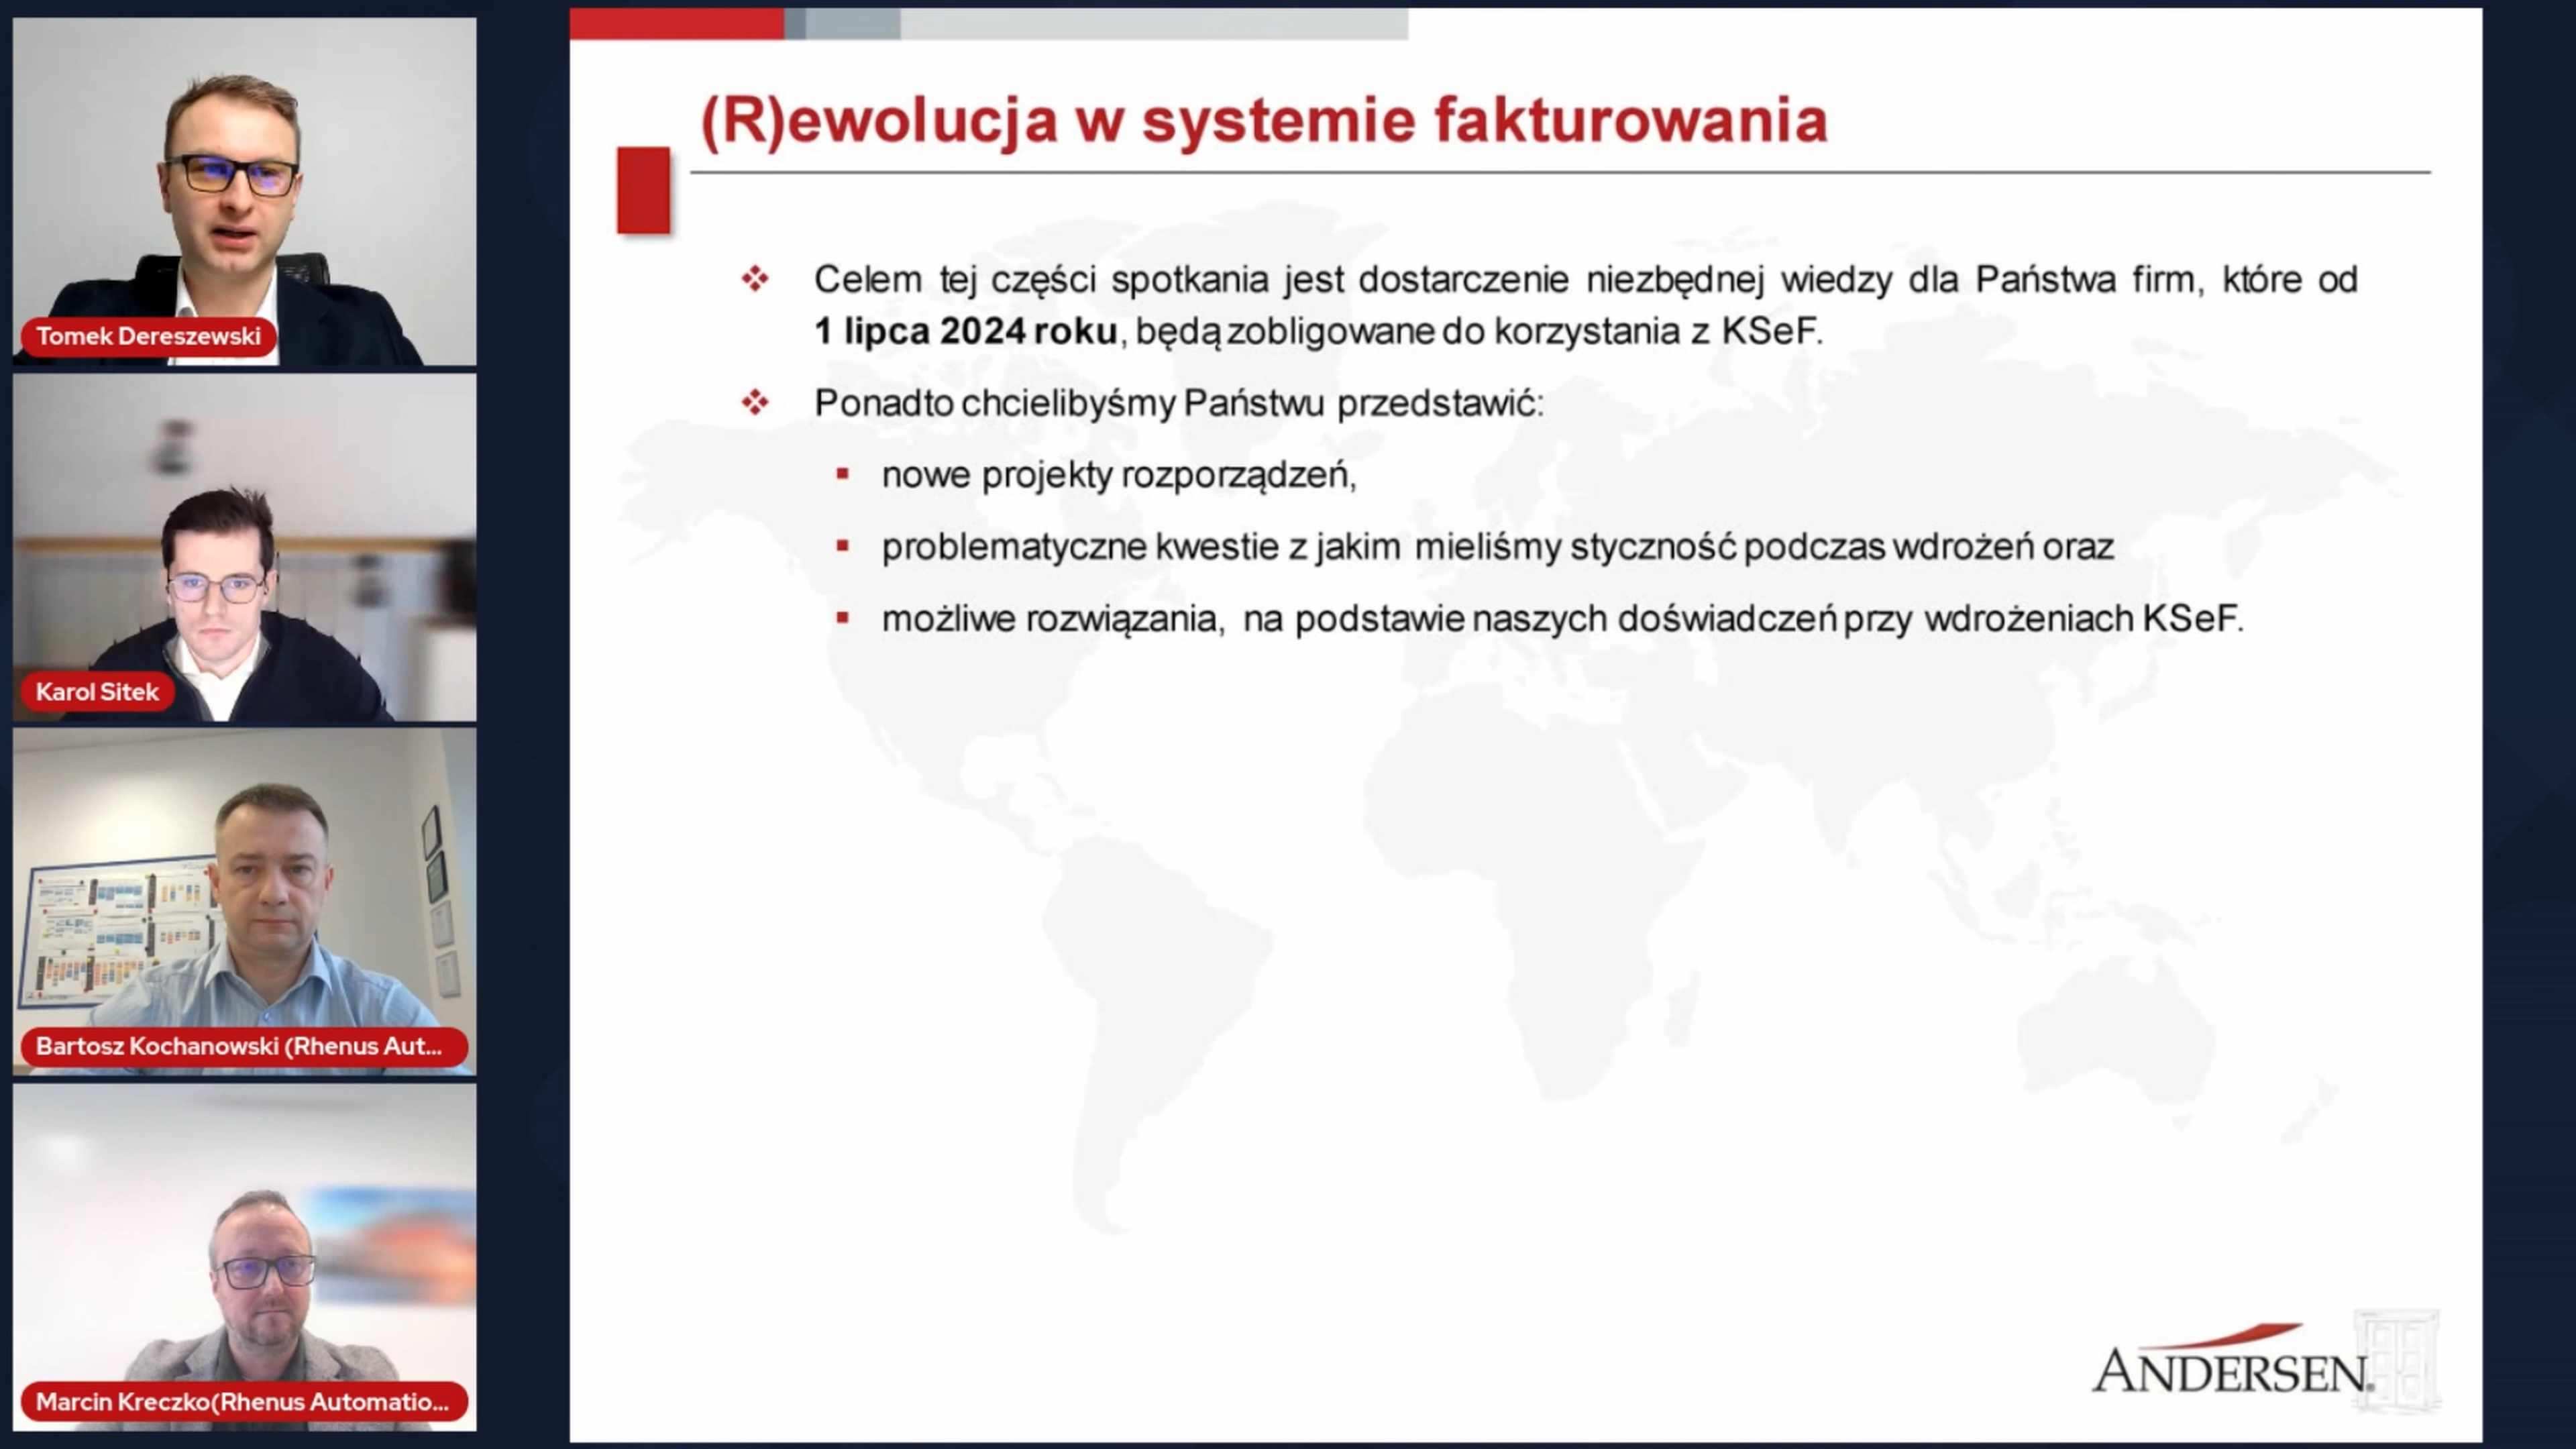 Tomek Dereszewski
Karol Sitek
Bartosz Kochanowski (Rhenus Aut...
Marcin Kreczko(Rhenus Automatio...
(R)ewolucja w systemie fakturowania
Celem tej części spotkania jest dostarczenie niezbędnej wiedzy dla Państwa firm, które od
1 lipca 2024 roku, będą zobligowane do korzystania z KSeF.
Ponadto chcielibyśmy Państwu przedstawić:
nowe projekty rozporządzeń,
problematyczne kwestie z jakim mieliśmy styczność podczas wdrożeń oraz
możliwe rozwiązania, na podstawie naszych doświadczeń przy wdrożeniach KSeF.
ANDERSEN.